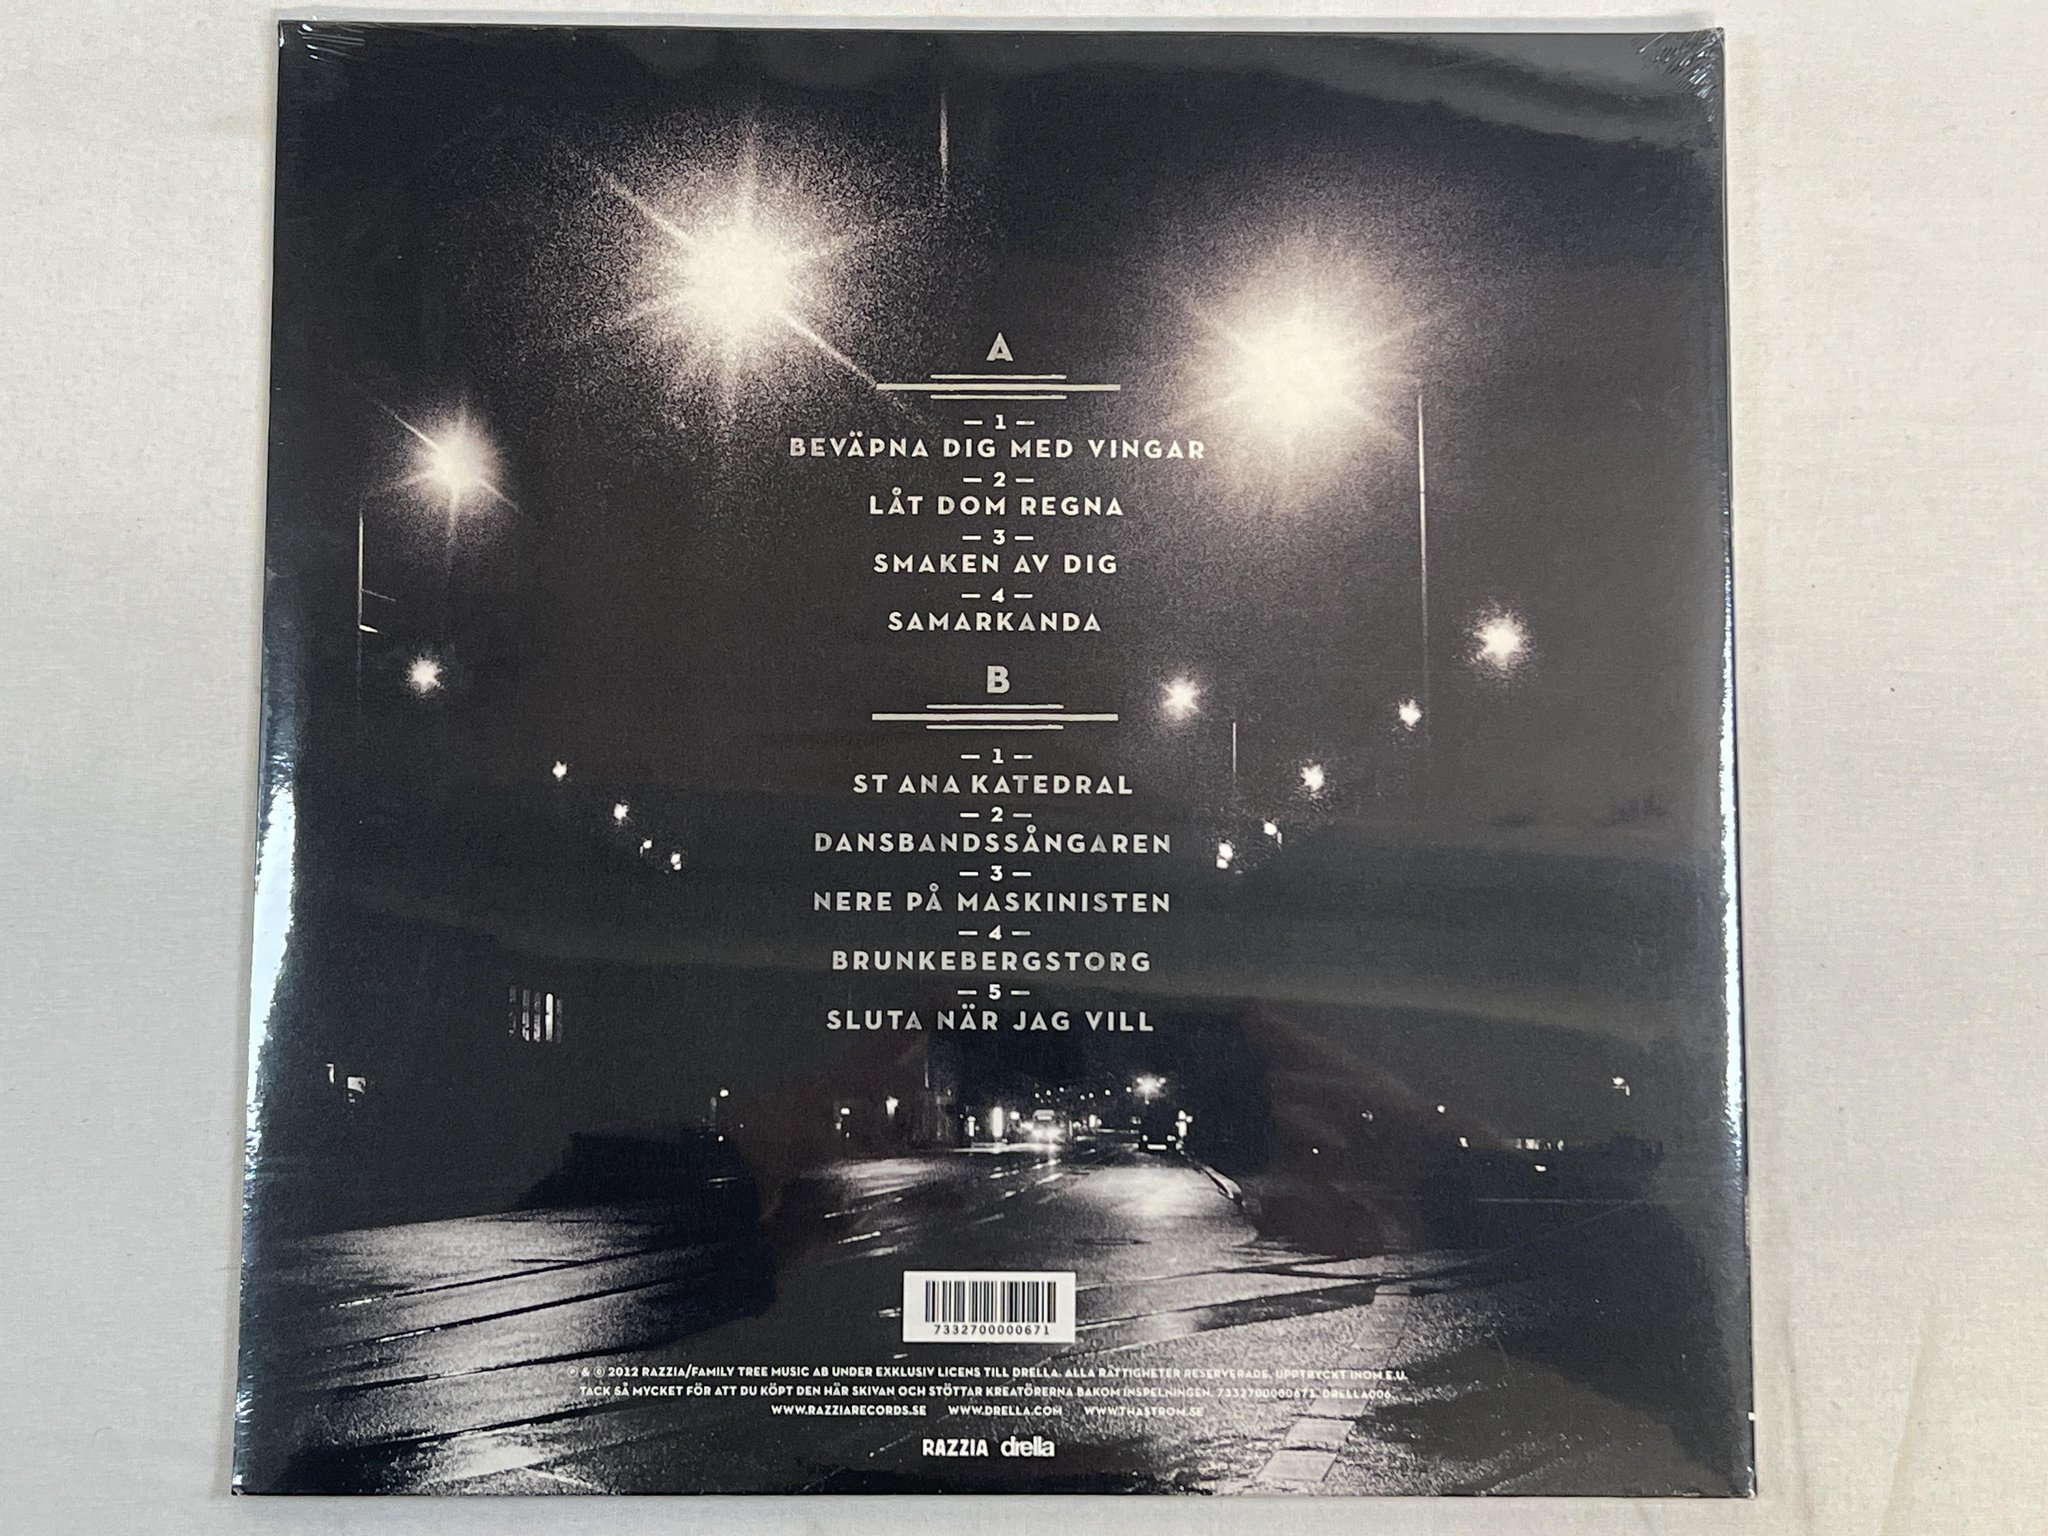 A
— 1 —
BEVÄPNA DIG MED VINGAR
— 2 —
LÅT DOM REGNA
— 3 —
SMAKEN AV DIG
— 4 —
SAMARKANDA
B
— 1 —
ST ANA KATEDRAL
— 2 —
DANSBANDSSÅNGAREN
— 3 —
NERE PÅ MASKINISTEN
— 4 —
BRUNKEBERGSTORG
— 5 —
SLUTA NÄR JAG VILL
7332700000671
℗ & © 2012 RAZZIA/FAMILY TREE MUSIC AB UNDER EXKLUSIV LICENS TILL DRELLA. ALLA RÄTTIGHETER RESERVERADE. UPPTRYCKT INOM E.U.
TACK SÅ MYCKET FÖR ATT DU KÖPT DEN HÄR SKIVAN OCH STÖTTAR KREATÖRERNA BAKOM INSPELNINGEN. 7332700000671. DRELLA006.
WWW.RAZZIARECORDS.SE WWW.DRELLA.COM WWW.THASTROM.SE
RAZZIA drella